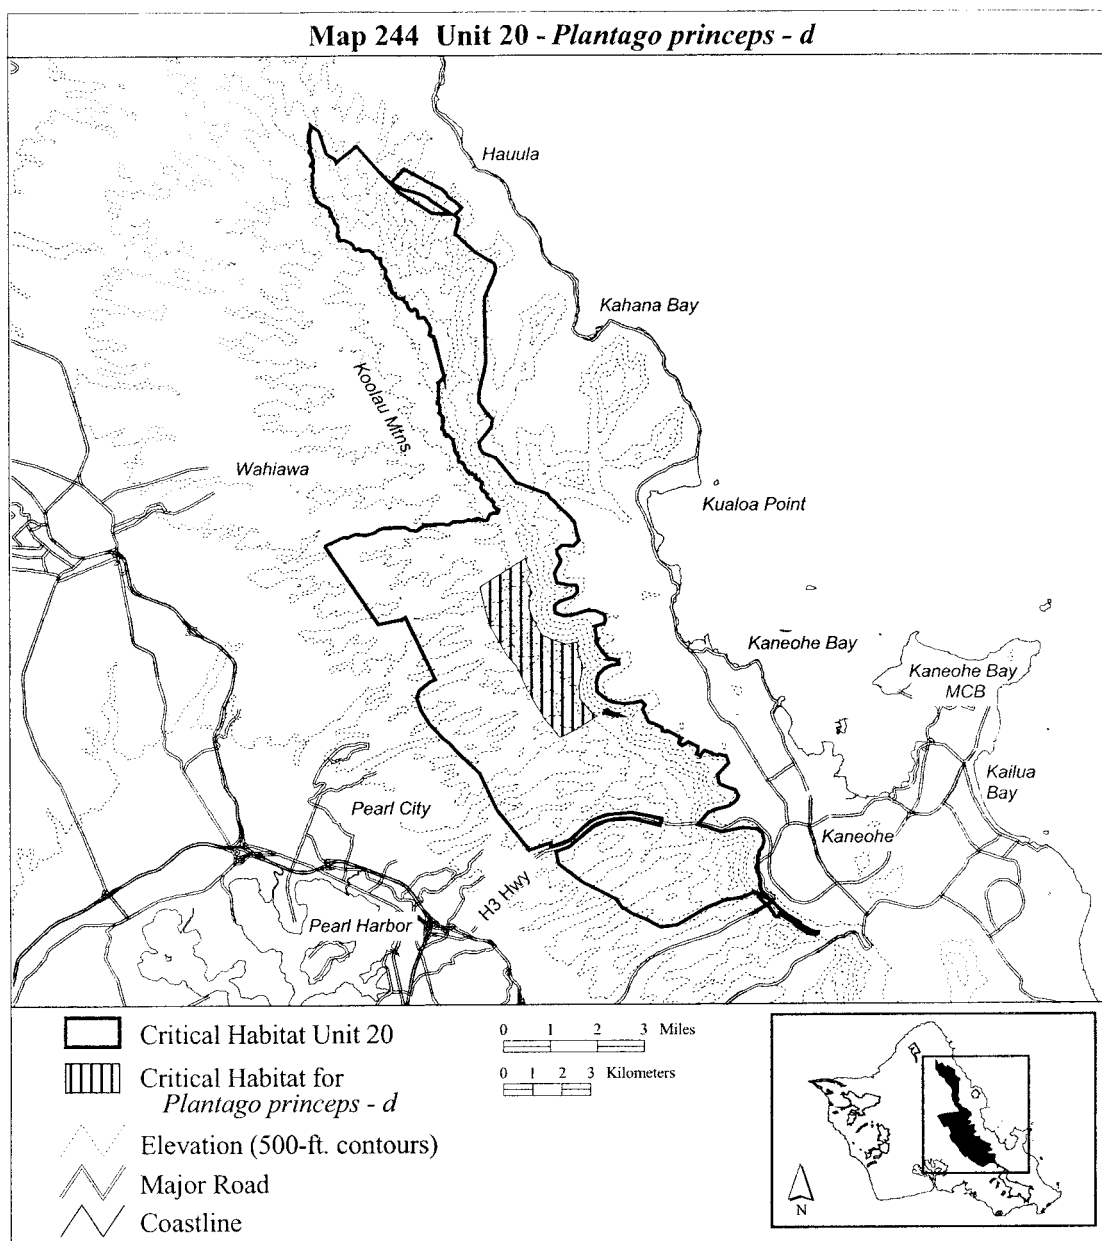 Map 244 Unit 20 - Plantago princeps - d
Hauula
Kahana Bay
Koolau Mtns.
Wahiawa
Kualoa Point
Kaneohe Bay
Kaneohe Bay
MCB
Kailua
Bay
Pearl City
Kaneohe
H3 Hwy
Pearl Harbor
Critical Habitat Unit 20
Critical Habitat for
Plantago princeps - d
Elevation (500-ft. contours)
Major Road
Coastline
0 1 2 3 Miles
0 1 2 3 Kilometers
N